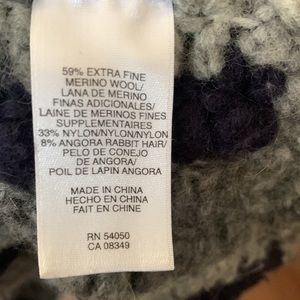 59% EXTRA FINE
MERINO WOOL/
LANA DE MERINO
FINAS ADICIONALES/
LAINE DE MERINOS FINES
SUPPLEMENTAIRES
33% NYLON/NYLON/NYLON
8% ANGORA RABBIT HAIR/
PELO DE CONEJO
DE ANGORA/
POIL DE LAPIN ANGORA
MADE IN CHINA
HECHO EN CHINA
FAIT EN CHINE
RN 54050
CA 08349